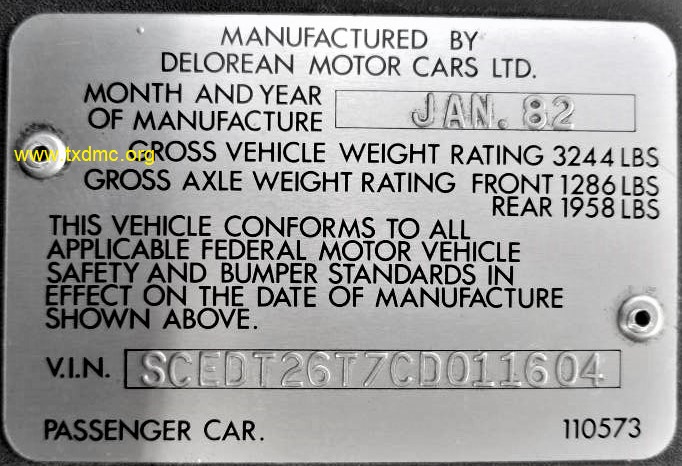 MANUFACTURED BY
DELOREAN MOTOR CARS LTD.
MONTH AND YEAR
OF MANUFACTURE JAN. 82
www.txdmc.org
GROSS VEHICLE WEIGHT RATING 3244 LBS
GROSS AXLE WEIGHT RATING FRONT 1286 LBS
REAR 1958 LBS
THIS VEHICLE CONFORMS TO ALL
APPLICABLE FEDERAL MOTOR VEHICLE
SAFETY AND BUMPER STANDARDS IN
EFFECT ON THE DATE OF MANUFACTURE
SHOWN ABOVE.
V.I.N. SCEDT26T7CD011604
PASSENGER CAR. 110573